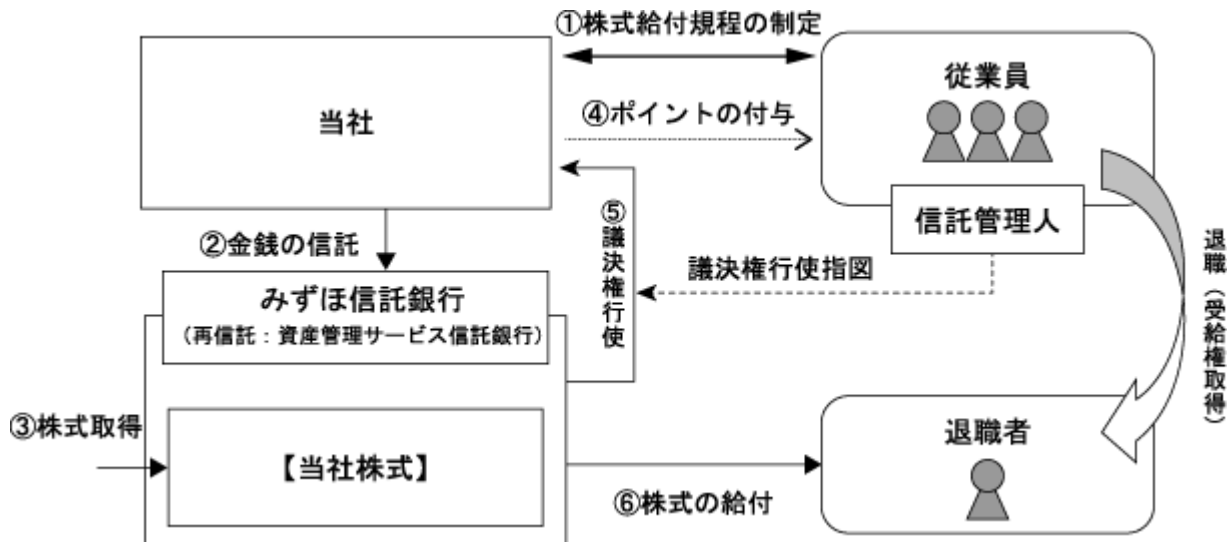 ①株式給付規程の制定
従業員
当社
④ポイントの付与
⑤議決権行使
信託管理人
②金銭の信託
議決権行使指図
退職（受給権取得）
みずほ信託銀行
（再信託：資産管理サービス信託銀行）
③株式取得
【当社株式】
退職者
⑥株式の給付